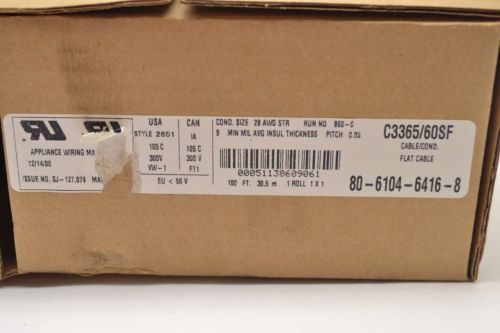 APPLIANCE WIRING MA
12/14/00
ISSUE NO. SJ-127,078 MA
USA
STYLE 2651
105 C
300V
VW-1
CAN
IA
105 C
300 V
FT1
EU < 50 V
COND. SIZE 28 AWG STR RUN NO 860-0
9 MIN MIL AVG INSUL THICKNESS PITCH 0.05
00051138609061
100 FT. 30,5 m 1 ROLL 1 X 1
C3365/60SF
CABLE/COND.
FLAT CABLE
80-6104-6416-8